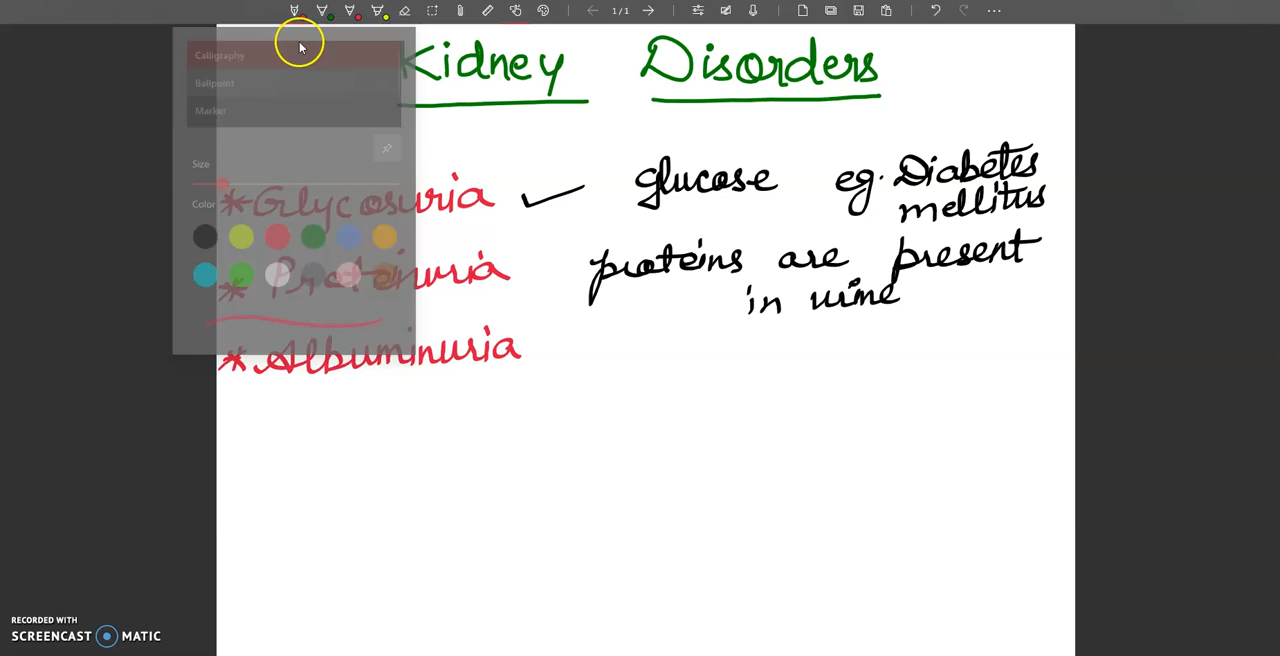 1/1
Calligraphy
Ballpoint
Marker
Size
Color
Kidney Disorders
*Glycosuria ✓ glucose eg. Diabetes
mellitus
* Protinuria proteins are present
in urine
* Albuminuria
RECORDED WITH
SCREENCAST MATIC